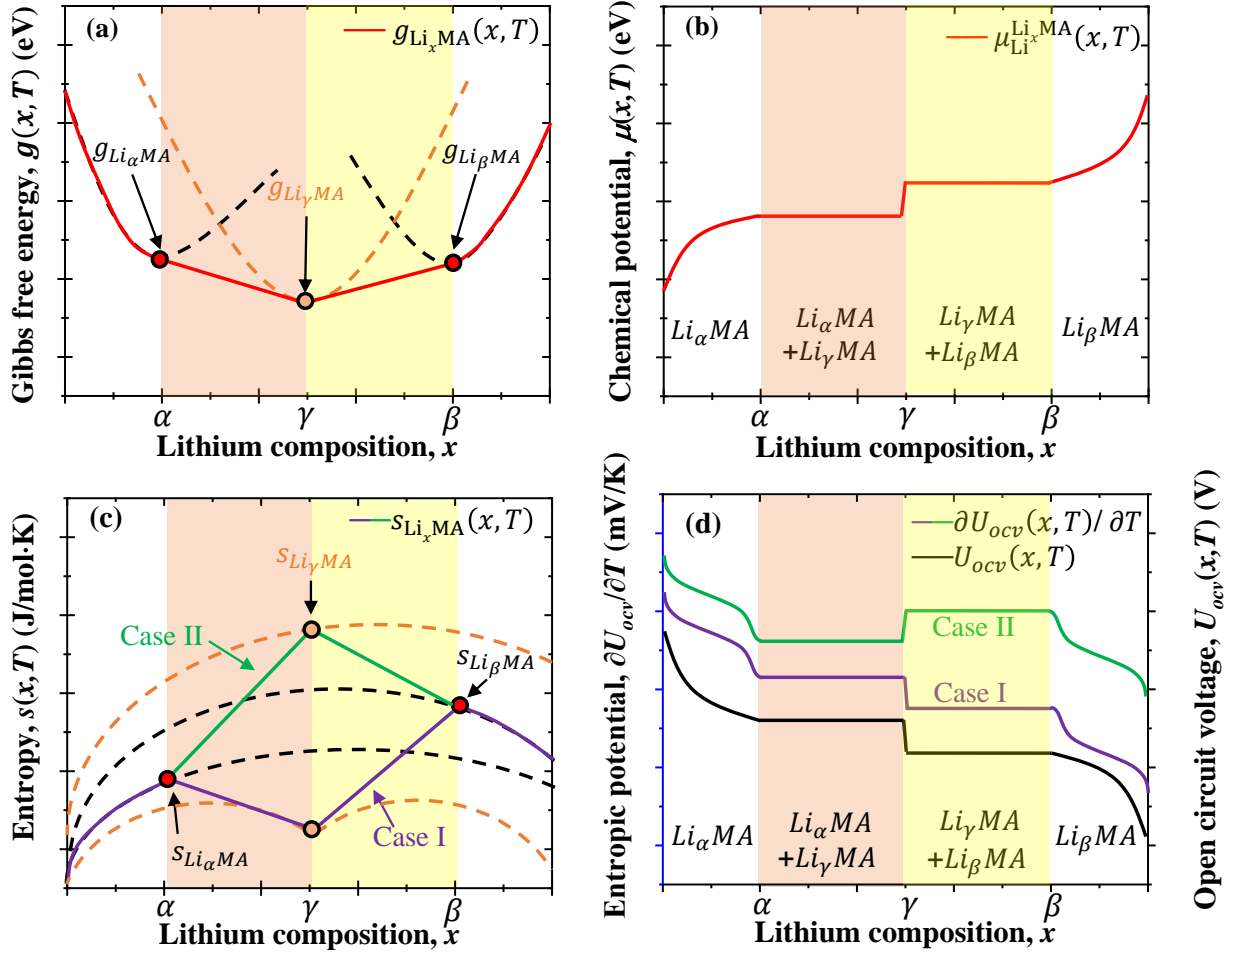 (a)
g_{Li_xMA}(x, T)
Gibbs free energy, g(x, T) (eV)
g_{Li_αMA}
g_{Li_γMA}
g_{Li_βMA}
α γ β
Lithium composition, x
(b)
μ_{Li}^{Li_xMA}(x, T)
Chemical potential, μ(x, T) (eV)
Li_αMA
Li_αMA
+Li_γMA
Li_γMA
+Li_βMA
Li_βMA
α γ β
Lithium composition, x
(c)
s_{Li_xMA}(x, T)
Entropy, s(x, T) (J/mol·K)
s_{Li_γMA}
Case II
s_{Li_βMA}
Case I
s_{Li_αMA}
α γ β
Lithium composition, x
(d)
∂U_{ocv}(x, T)/ ∂T
U_{ocv}(x, T)
Entropic potential, ∂U_{ocv}/∂T (mV/K)
Open circuit voltage, U_{ocv}(x,T) (V)
Case II
Case I
Li_αMA
Li_αMA
+Li_γMA
Li_γMA
+Li_βMA
Li_βMA
α γ β
Lithium composition, x